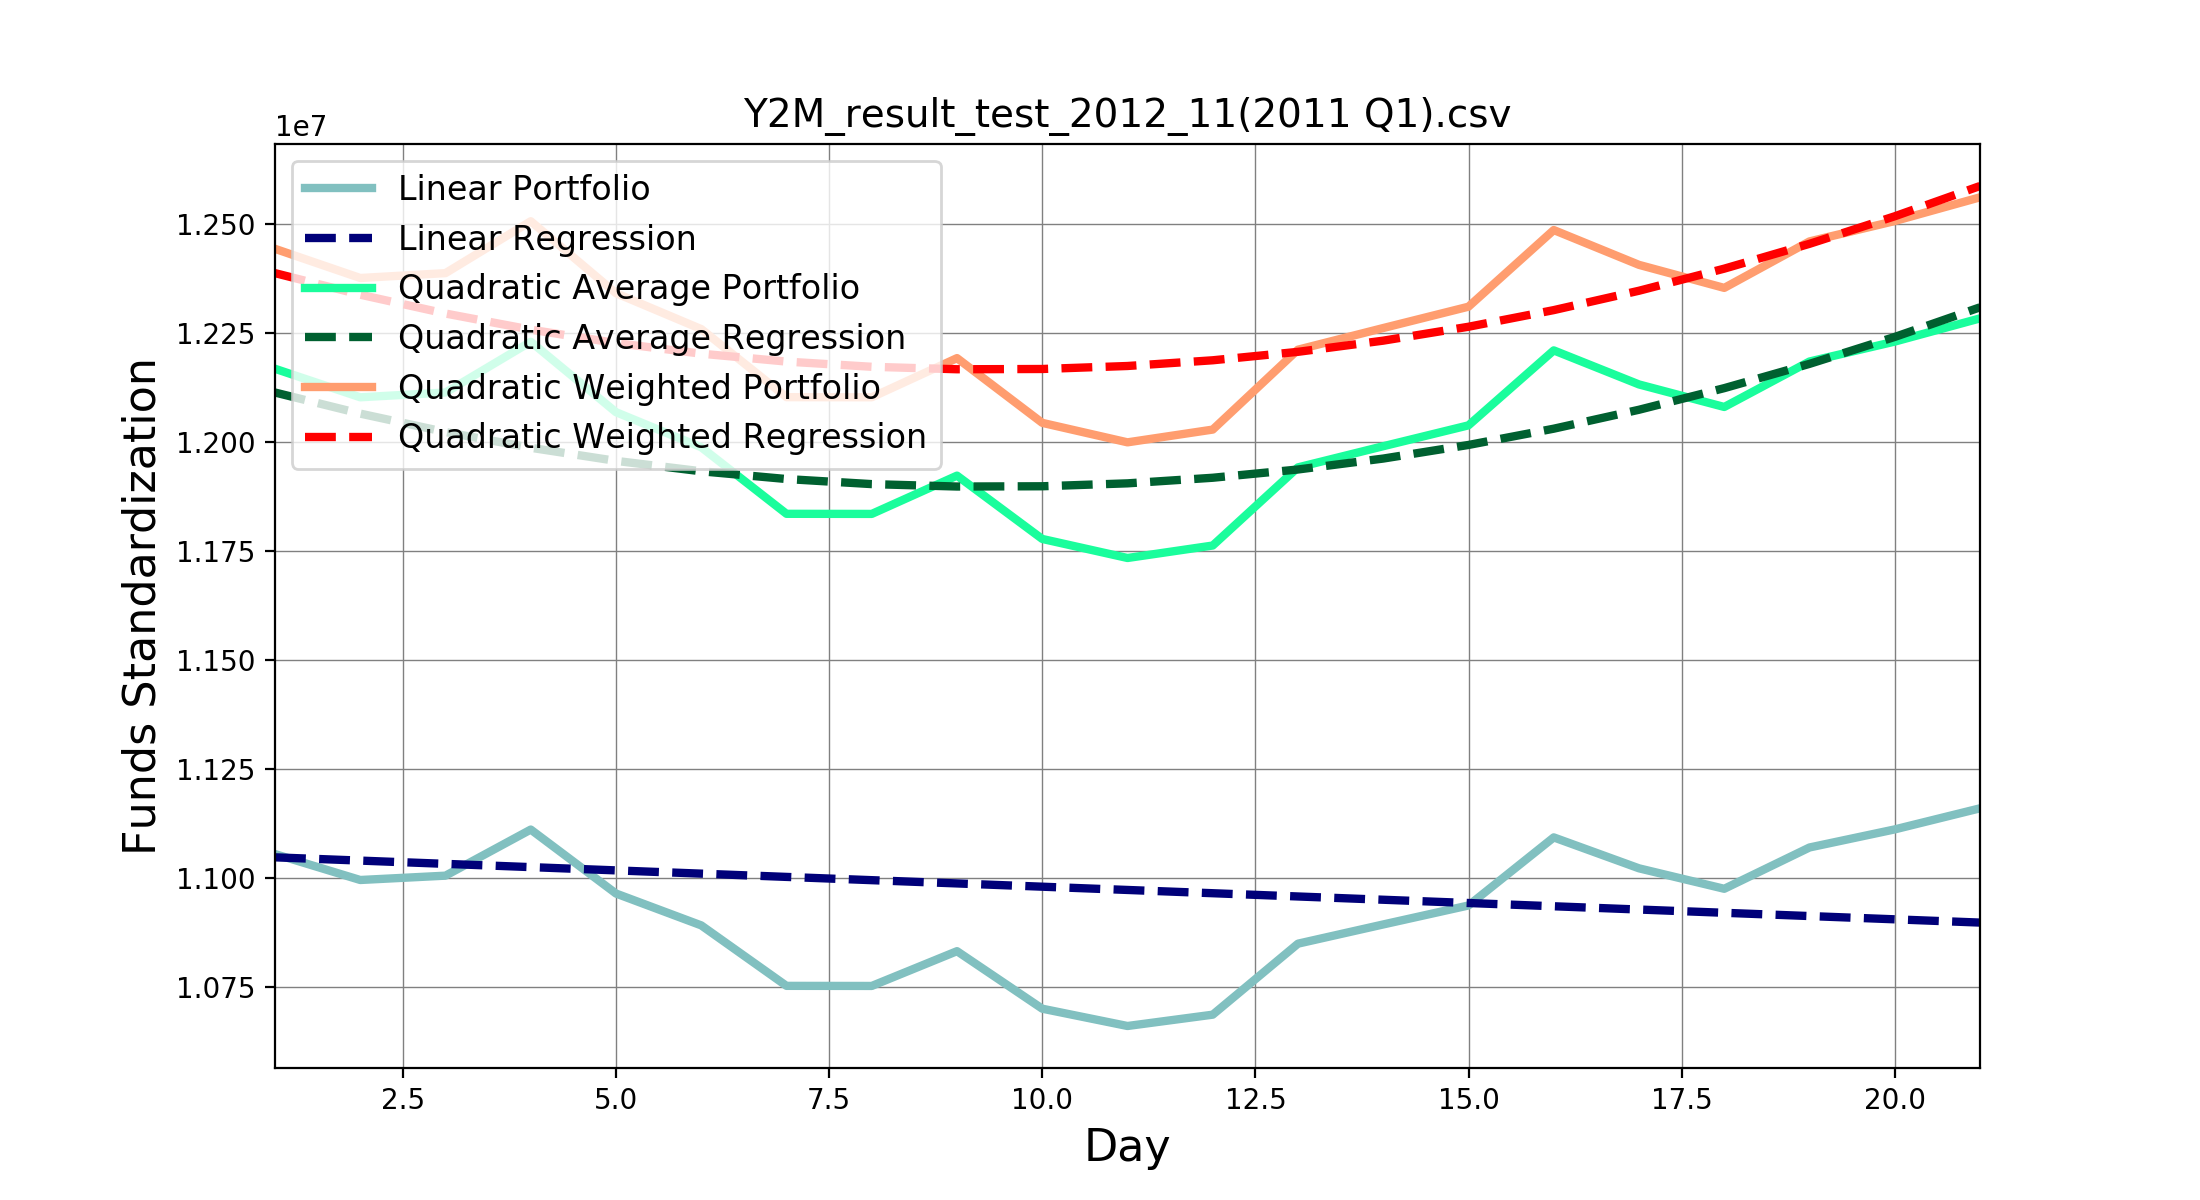 Y2M_result_test_2012_11(2011 Q1).csv
1e7
Linear Portfolio
Linear Regression
Quadratic Average Portfolio
Quadratic Average Regression
Quadratic Weighted Portfolio
Quadratic Weighted Regression
1.250
1.225
1.200
1.175
1.150
1.125
1.100
1.075
Funds Standardization
2.5 5.0 7.5 10.0 12.5 15.0 17.5 20.0
Day